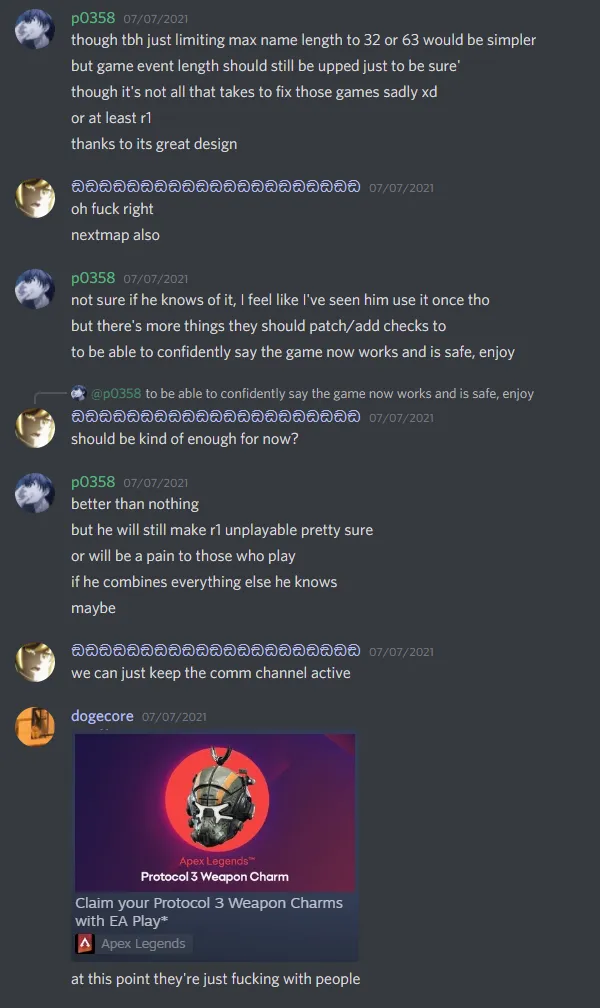 p0358 07/07/2021
though tbh just limiting max name length to 32 or 63 would be simpler
but game event length should still be upped just to be sure'
though it's not all that takes to fix those games sadly xd
or at least r1
thanks to its great design
07/07/2021
oh fuck right
nextmap also
p0358 07/07/2021
not sure if he knows of it, I feel like I've seen him use it once tho
but there's more things they should patch/add checks to
to be able to confidently say the game now works and is safe, enjoy
@p0358 to be able to confidently say the game now works and is safe, enjoy
07/07/2021
should be kind of enough for now?
p0358 07/07/2021
better than nothing
but he will still make r1 unplayable pretty sure
or will be a pain to those who play
if he combines everything else he knows
maybe
07/07/2021
we can just keep the comm channel active
dogecore 07/07/2021
Apex Legends™
Protocol 3 Weapon Charm
Claim your Protocol 3 Weapon Charms
with EA Play*
Apex Legends
at this point they're just fucking with people